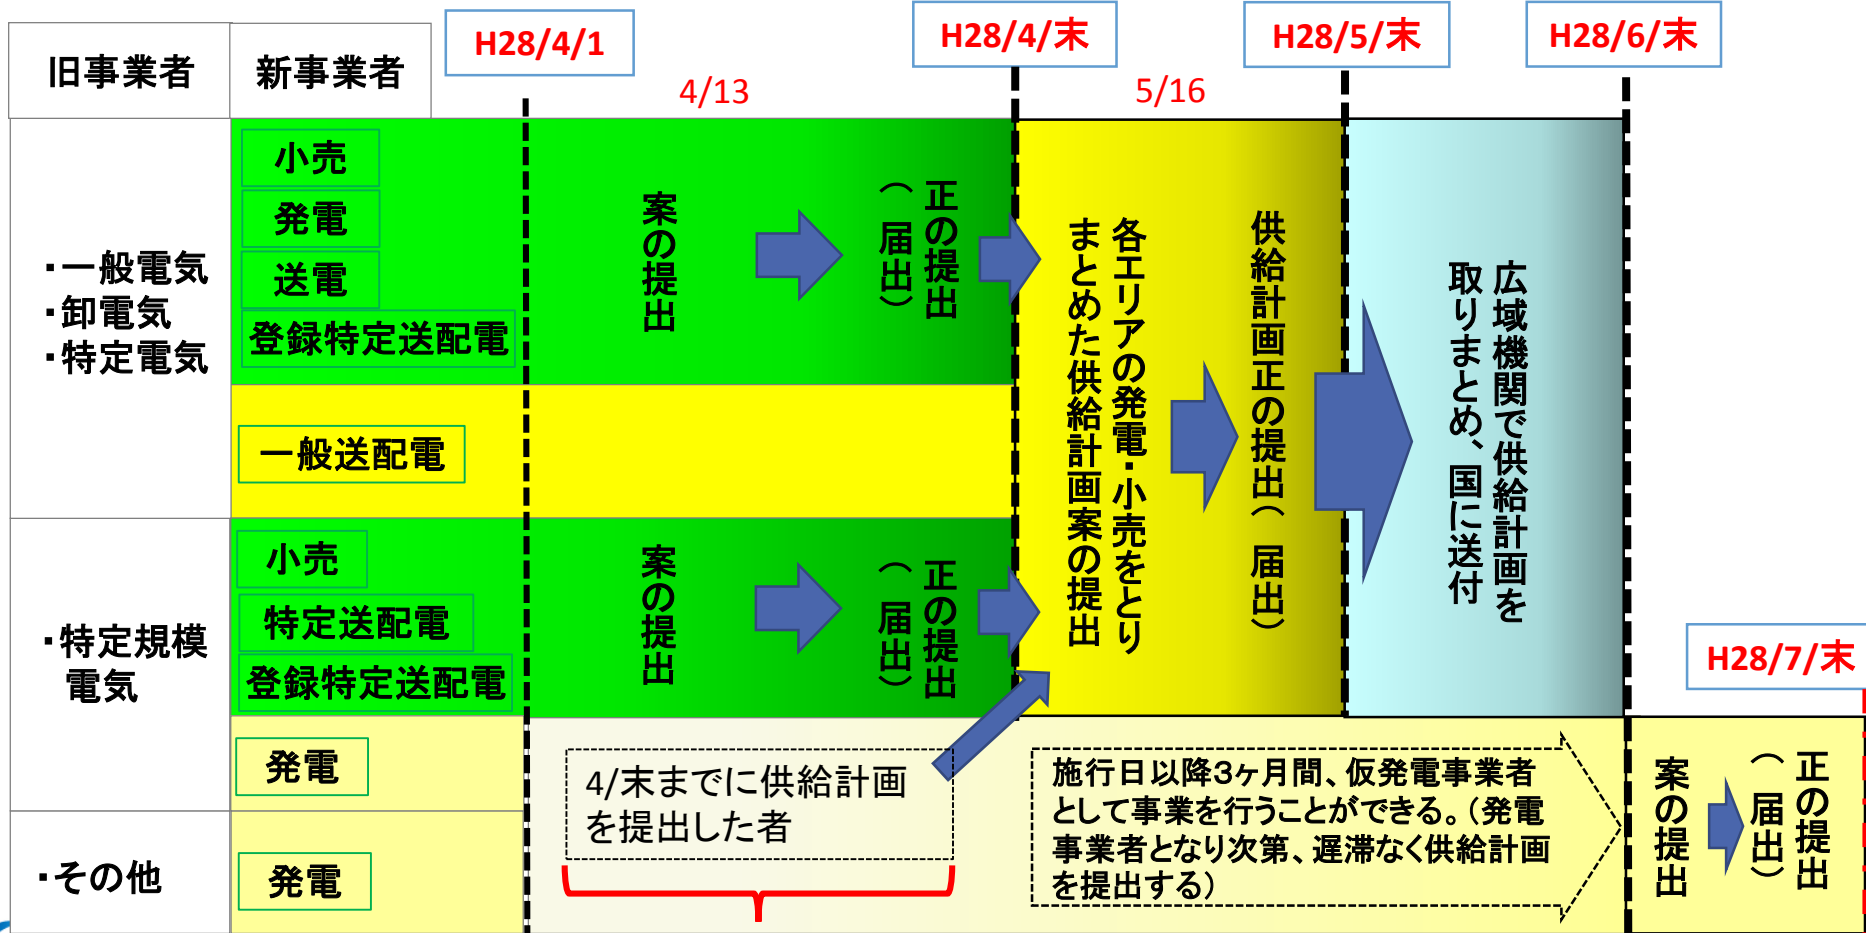 旧事業者
新事業者
H28/4/1
H28/4/末
H28/5/末
H28/6/末
4/13
5/16
・一般電気
・卸電気
・特定電気
小売
発電
送電
登録特定送配電
案の提出
正の提出
（届出）
一般送配電
各エリアの発電・小売をとり
まとめた供給計画案の提出
供給計画正の提出（届出）
広域機関で供給計画を
取りまとめ、国に送付
・特定規模
電気
小売
特定送配電
登録特定送配電
案の提出
正の提出
（届出）
H28/7/末
発電
4/末までに供給計画
を提出した者
施行日以降3ヶ月間、仮発電事業者
として事業を行うことができる。（発電
事業者となり次第、遅滞なく供給計画
を提出する）
案の提出
正の提出
（届出）
・その他
発電